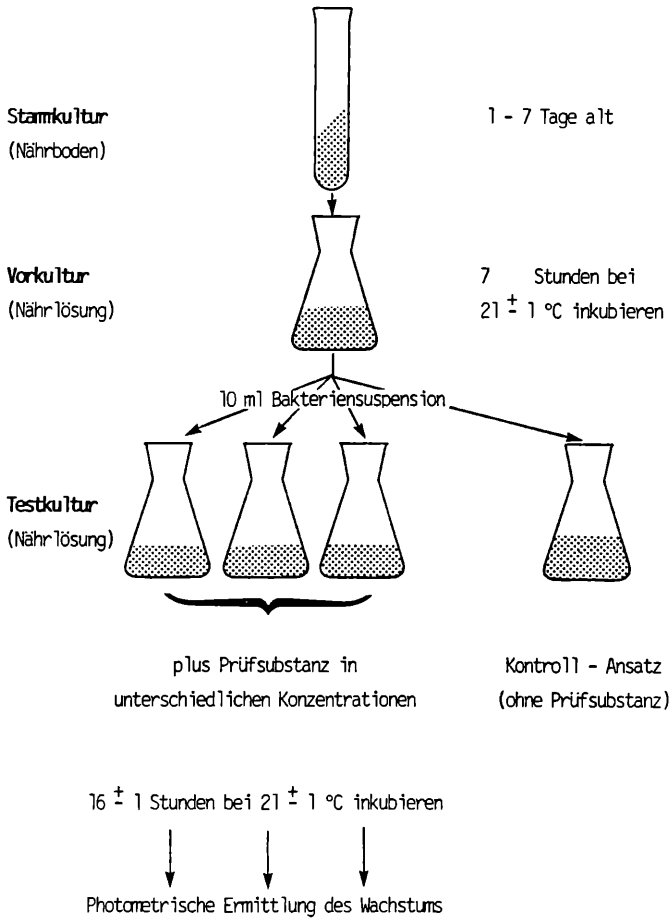 Stammkultur
(Nährboden)
1 - 7 Tage alt
Vorkultur
(Nährlösung)
7 Stunden bei
21 ± 1 °C inkubieren
10 ml Bakteriensuspension
Testkultur
(Nährlösung)
plus Prüfsubstanz in
unterschiedlichen Konzentrationen
Kontroll - Ansatz
(ohne Prüfsubstanz)
16 ± 1 Stunden bei 21 ± 1 °C inkubieren
Photometrische Ermittlung des Wachstums